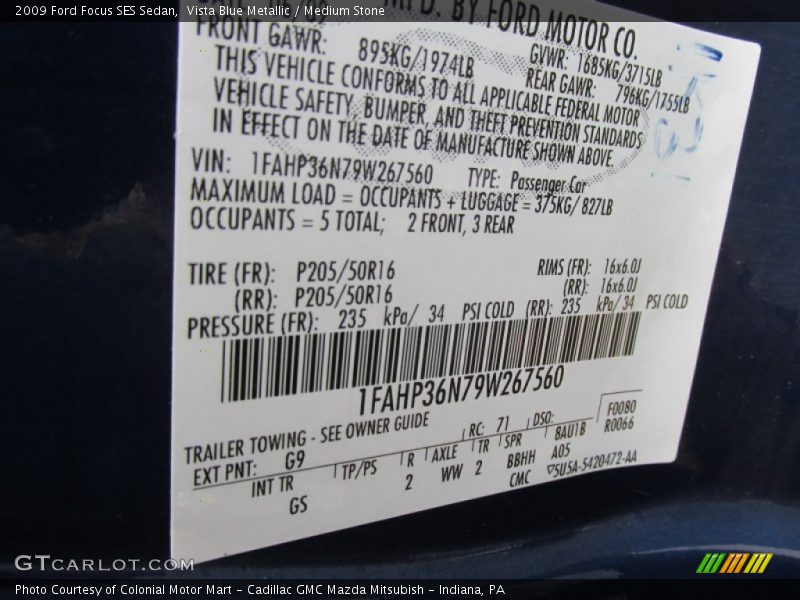 2009 Ford Focus SES Sedan, Vista Blue Metallic / Medium Stone
BY FORD MOTOR CO.
FRONT GAWR: 895KG/1974LB GVWR: 1685KG/3715LB
REAR GAWR: 796KG/1755LB
THIS VEHICLE CONFORMS TO ALL APPLICABLE FEDERAL MOTOR
VEHICLE SAFETY, BUMPER, AND THEFT PREVENTION STANDARDS
IN EFFECT ON THE DATE OF MANUFACTURE SHOWN ABOVE.
VIN: 1FAHP36N79W267560 TYPE: Passenger Car
MAXIMUM LOAD = OCCUPANTS + LUGGAGE = 375KG/ 827LB
OCCUPANTS = 5 TOTAL; 2 FRONT, 3 REAR
TIRE (FR): P205/50R16 RIMS (FR): 16x6.0J
(RR): P205/50R16 (RR): 16x6.0J
PRESSURE (FR): 235 kPa/ 34 PSI COLD (RR): 235 kPa/ 34 PSI COLD
1FAHP36N79W267560
TRAILER TOWING - SEE OWNER GUIDE RC: 71 DSO: F0080
EXT PNT: G9 R0066
INT TR TP/PS R AXLE TR SPR 8AU1B
GS 2 WW 2 BBHH A05
CMC 5U5A-5420472-AA
GTCARLOT.COM
Photo Courtesy of Colonial Motor Mart - Cadillac GMC Mazda Mitsubish - Indiana, PA